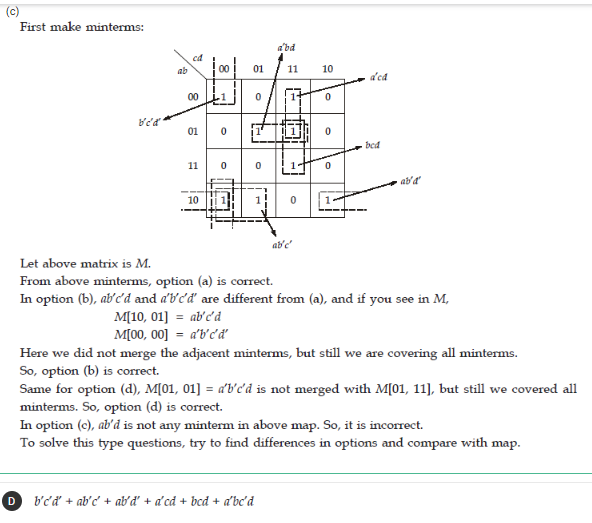 (c)
First make minterms:
a'bd
cd
ab
00 01 11 10
a'cd
00 1 0 1 0
b'c'd'
01 0 1 1 0
bcd
11 0 0 1 0
ab'd'
10 1 1 0 1
ab'c'
Let above matrix is M.
From above minterms, option (a) is correct.
In option (b), ab'c'd and a'b'c'd' are different from (a), and if you see in M,
M[10, 01] = ab'c'd
M[00, 00] = a'b'c'd'
Here we did not merge the adjacent minterms, but still we are covering all minterms.
So, option (b) is correct.
Same for option (d), M[01, 01] = a'b'c'd is not merged with M[01, 11], but still we covered all
minterms. So, option (d) is correct.
In option (c), ab'd is not any minterm in above map. So, it is incorrect.
To solve this type questions, try to find differences in options and compare with map.
D b'c'd' + ab'c' + ab'd' + a'cd + bcd + a'bc'd